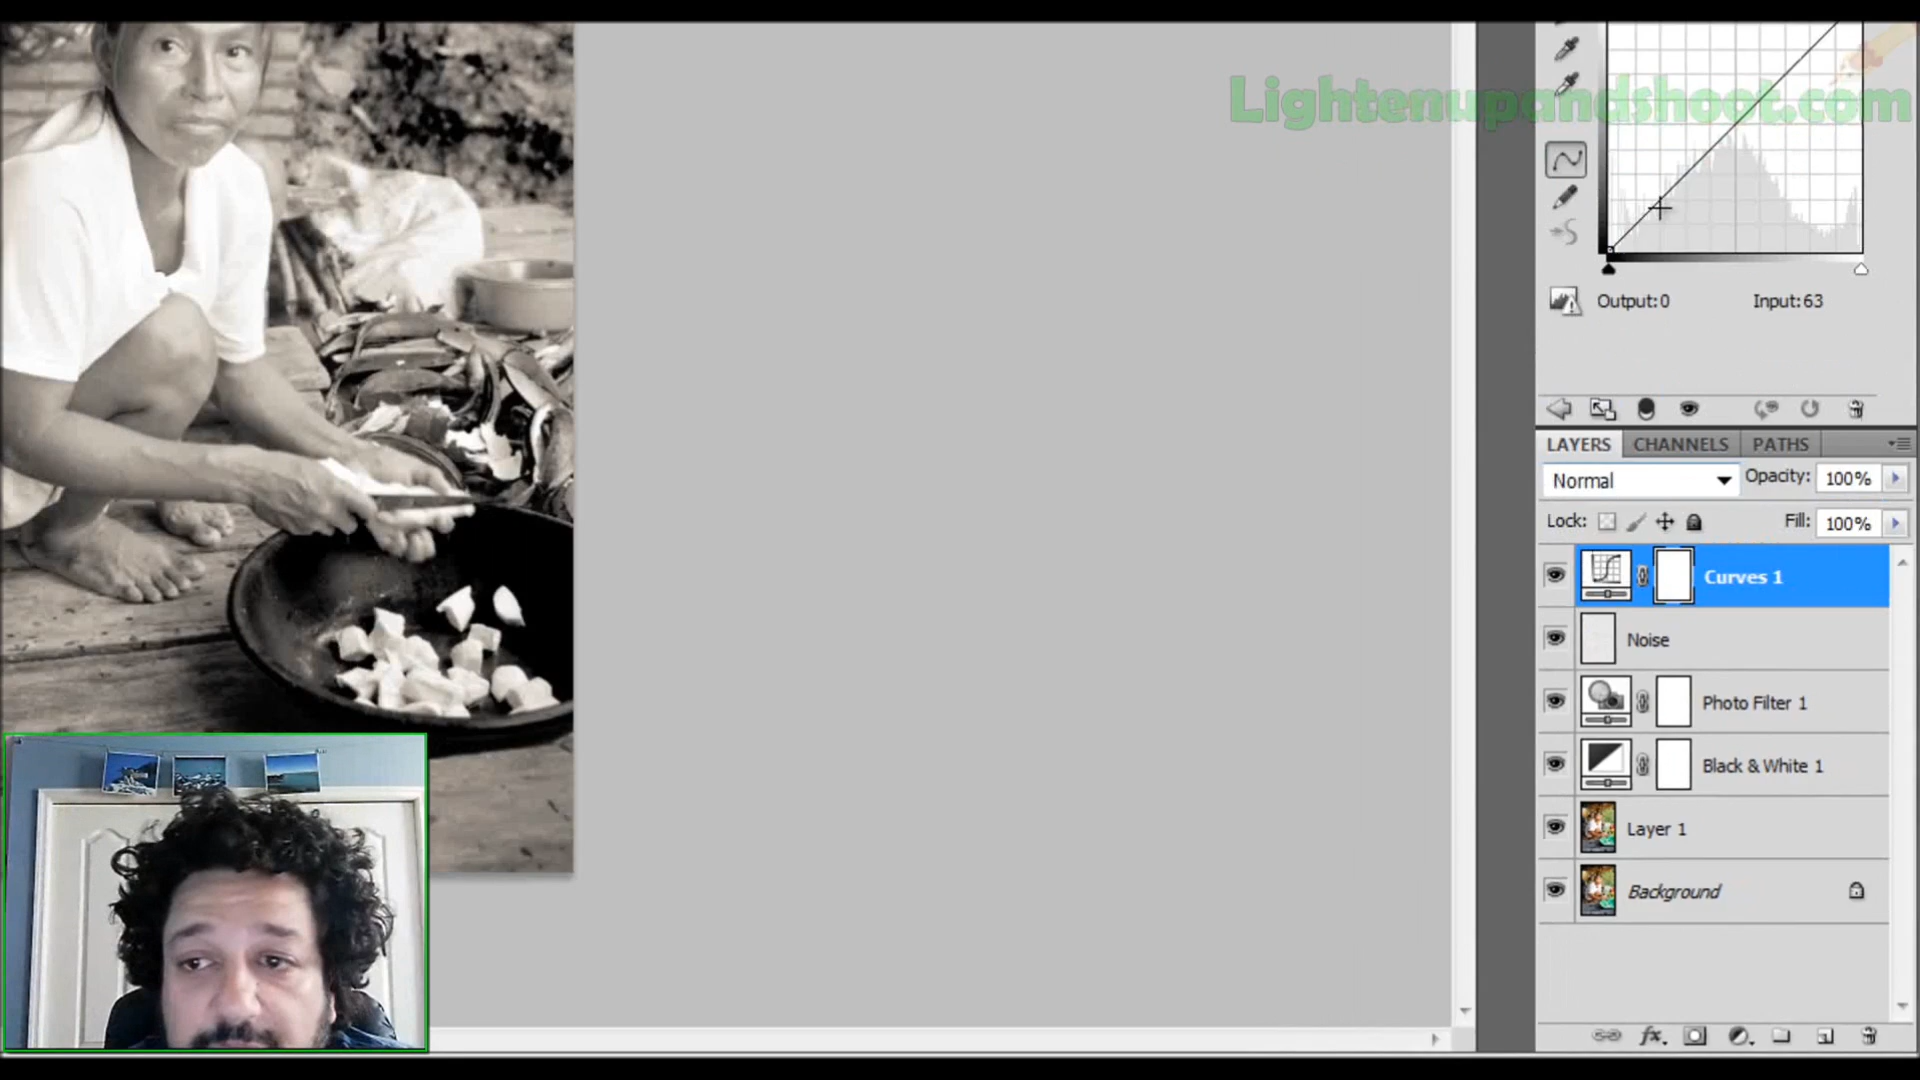 Lightenupandshoot.com
Output:0 Input:63
LAYERS CHANNELS PATHS
Normal Opacity: 100%
Lock: Fill: 100%
Curves 1
Noise
Photo Filter 1
Black & White 1
Layer 1
Background
fx